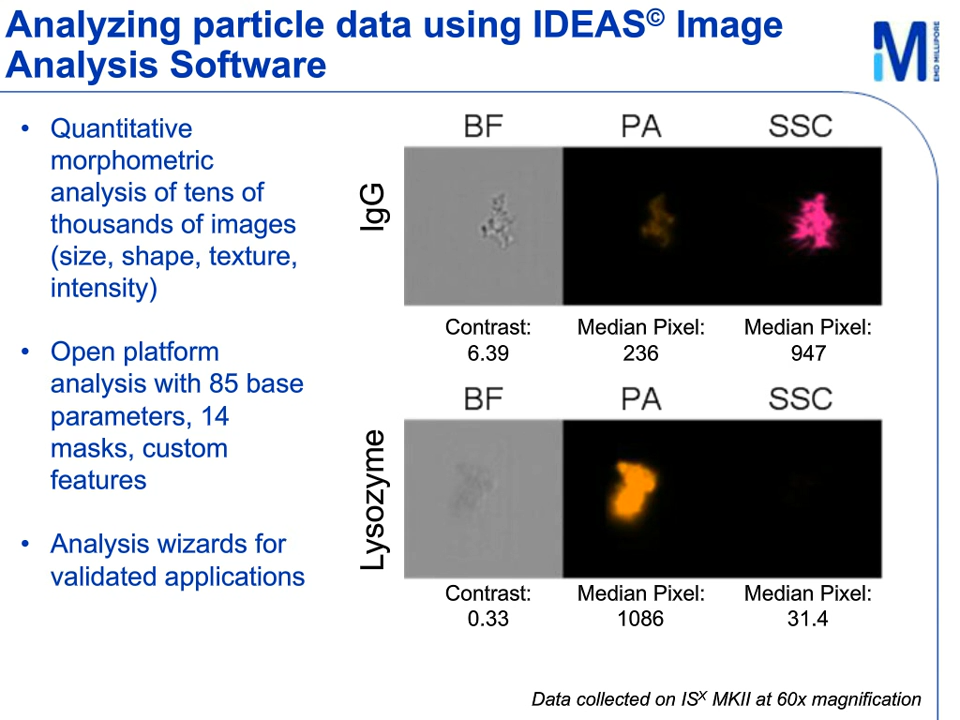 Analyzing particle data using IDEAS© Image
Analysis Software
M
EMD MILLIPORE
• Quantitative
morphometric
analysis of tens of
thousands of images
(size, shape, texture,
intensity)
• Open platform
analysis with 85 base
parameters, 14
masks, custom
features
• Analysis wizards for
validated applications
BF PA SSC
IgG
Contrast: Median Pixel: Median Pixel:
6.39 236 947
BF PA SSC
Lysozyme
Contrast: Median Pixel: Median Pixel:
0.33 1086 31.4
Data collected on ISX MKII at 60x magnification